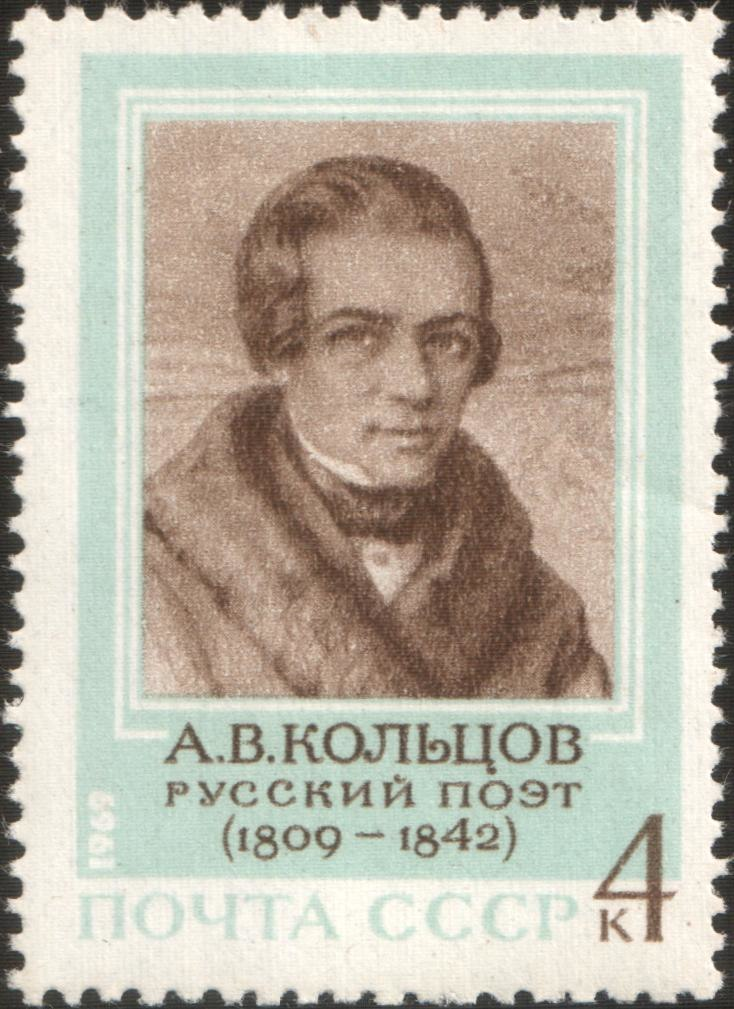 А.В.КОЛЬЦОВ
РУССКИЙ ПОЭТ
(1809 – 1842)
1969
ПОЧТА СССР
4
К